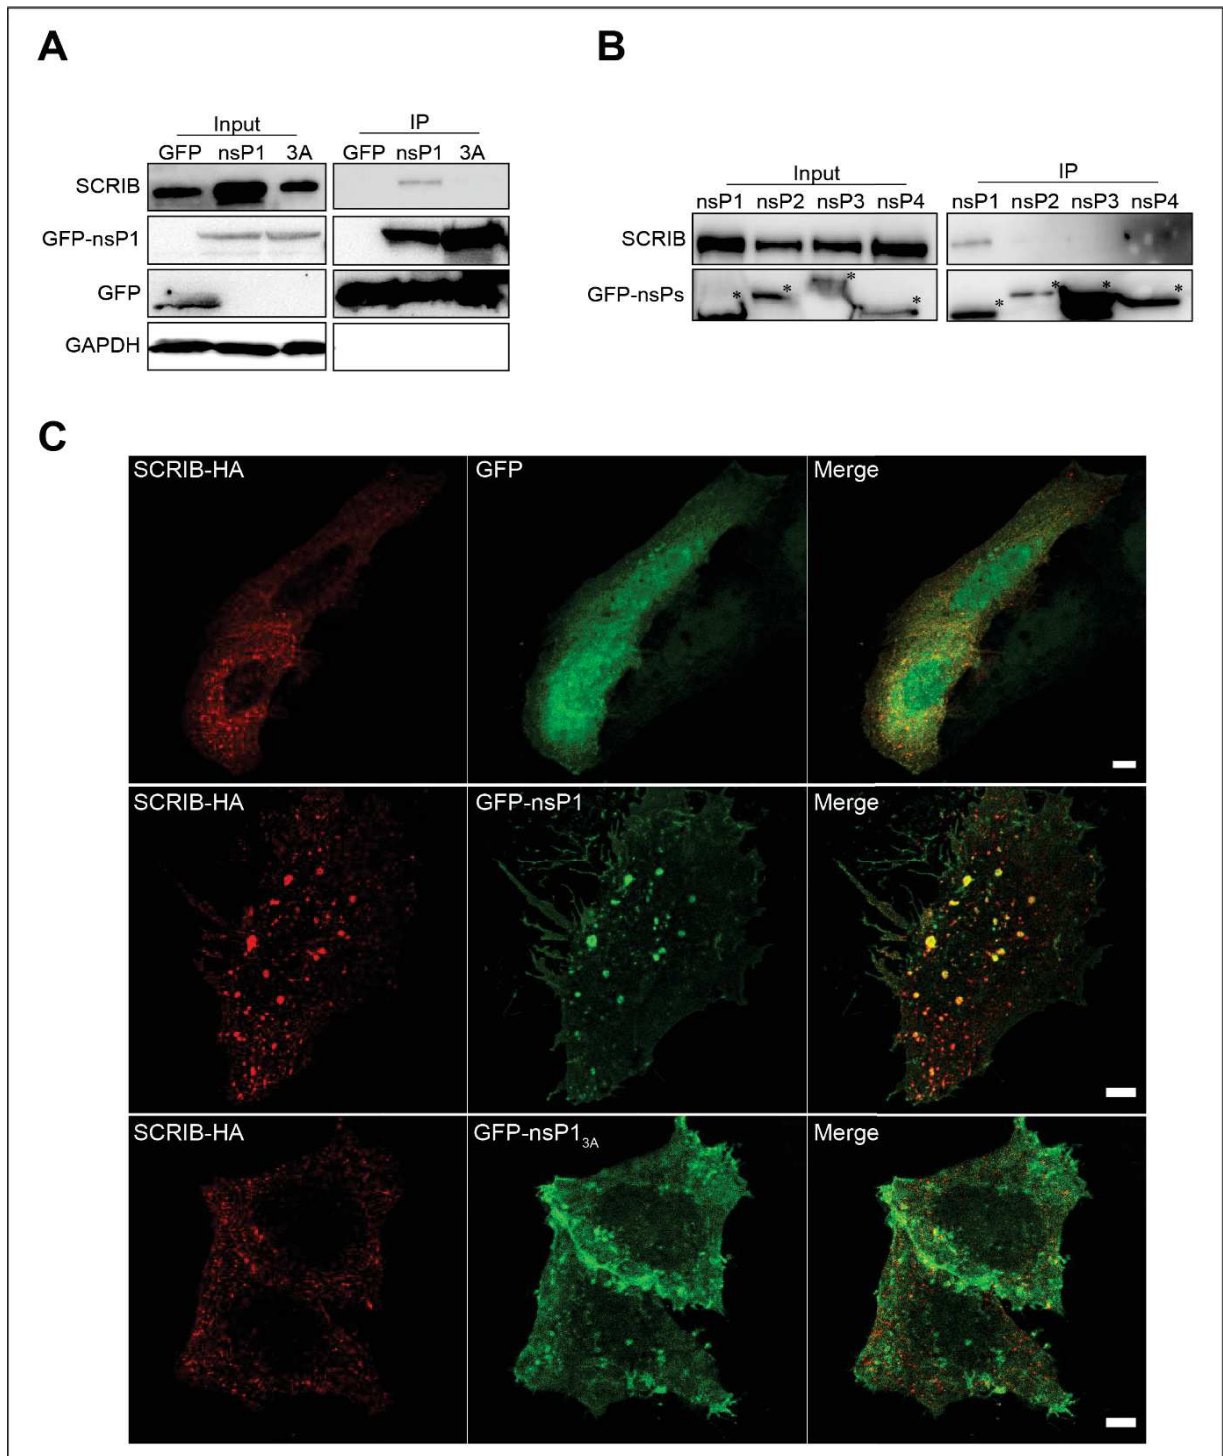 A
B
Input
IP
GFP nsP1 3A
GFP nsP1 3A
SCRIB
GFP-nsP1
GFP
GAPDH
Input
IP
nsP1 nsP2 nsP3 nsP4
nsP1 nsP2 nsP3 nsP4
SCRIB
GFP-nsPs
* * * *
* * * *
C
SCRIB-HA
GFP
Merge
SCRIB-HA
GFP-nsP1
Merge
SCRIB-HA
GFP-nsP1₃A
Merge